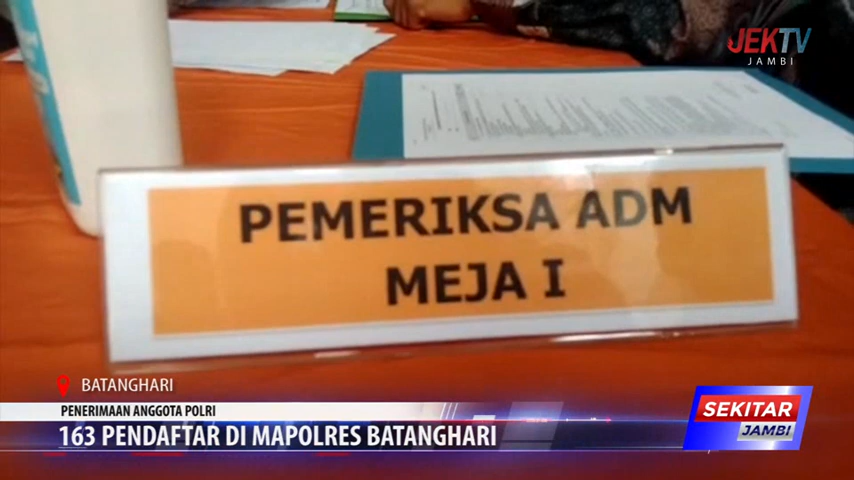 JEKTV
JAMBI
PEMERIKSA ADM
MEJA I
BATANGHARI
PENERIMAAN ANGGOTA POLRI
163 PENDAFTAR DI MAPOLRES BATANGHARI
SEKITAR
JAMBI